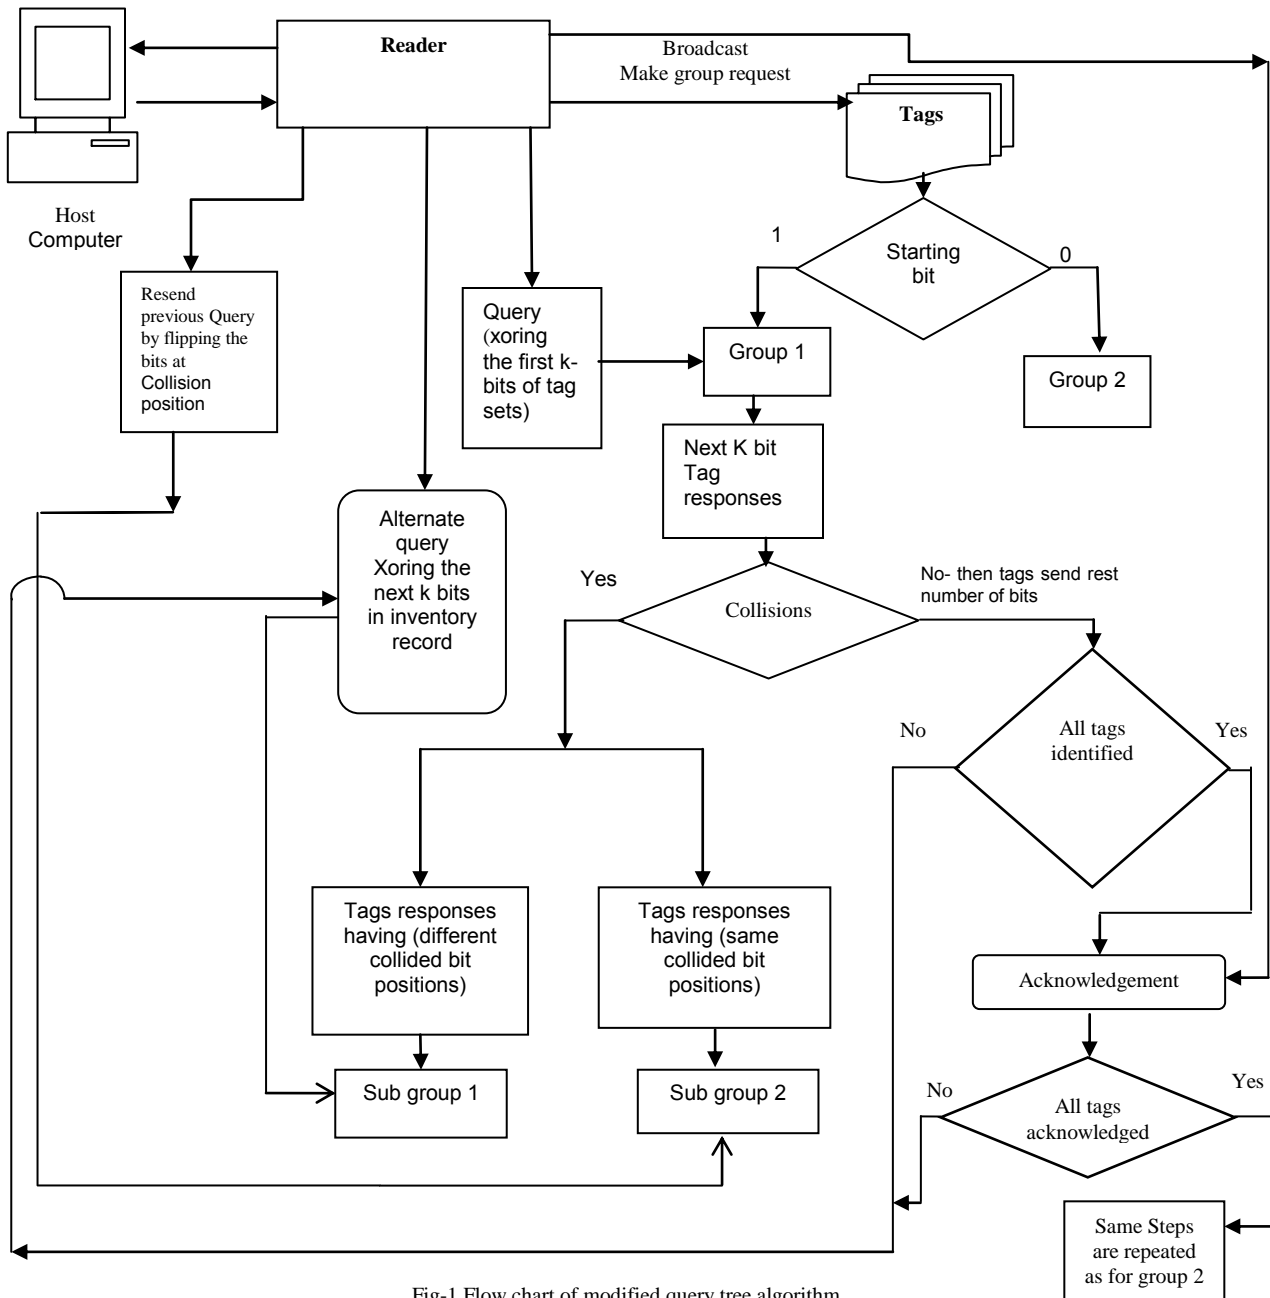 Reader
Broadcast
Make group request
Tags
Host
Computer
1
Starting
bit
0
Resend
previous Query
by flipping the
bits at
Collision
position
Query
(xoring
the first k-
bits of tag
sets)
Group 1
Group 2
Next K bit
Tag
responses
Alternate
query
Xoring the
next k bits
in inventory
record
Yes
Collisions
No- then tags send rest
number of bits
No
All tags
identified
Yes
Tags responses
having (different
collided bit
positions)
Tags responses
having (same
collided bit
positions)
Acknowledgement
Sub group 1
Sub group 2
No
All tags
acknowledged
Yes
Same Steps
are repeated
as for group 2
Fig-1 Flow chart of modified query tree algorithm